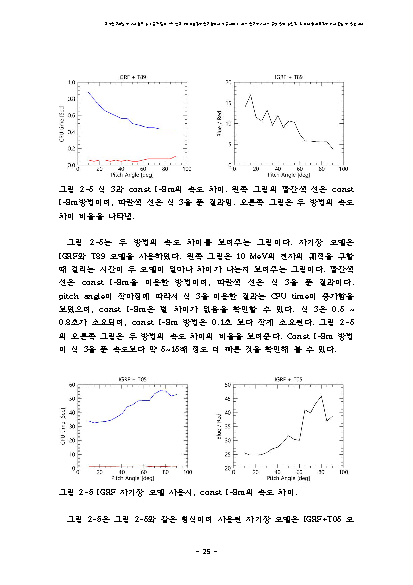 IGRF + T89
IGRF + T89
CPU time [Sec]
Blue / Red
Pitch Angle [deg]
Pitch Angle [deg]
그림 2-5 식 3과 const I-Bm의 속도 차이. 왼쪽 그림의 빨간색 선은 const
I-Bm방법이며, 파란색 선은 식 3을 푼 결과임. 오른쪽 그림은 두 방법의 속도
차이 비율을 나타냄.
그림 2-5는 두 방법의 속도 차이를 보여주는 그림이다. 자기장 모델은
IGRF와 T89 모델을 사용하였다. 왼쪽 그림은 10 MeV의 전자의 궤적을 구할
때 걸리는 시간이 두 모델이 얼마나 차이가 나는지 보여주는 그림이다. 빨간색
선은 const I-Bm을 이용한 방법이며, 파란색 선은 식 3을 푼 결과이다.
pitch angle이 작아짐에 따라서 식 3을 이용한 결과는 CPU time이 증가함을
보였으며, const I-Bm은 별 차이가 없음을 확인할 수 있다. 식 3은 0.5 ~
0.8초가 소요되며, const I-Bm 방법은 0.1초 보다 작게 소요된다. 그림 2-5
의 오른쪽 그림은 두 방법의 속도 차이의 비율을 보여준다. Const I-Bm 방법
이 식 3을 푼 속도보다 약 5~15배 정도 더 빠른 것을 확인해 볼 수 있다.
IGRF + T05
IGRF + T05
CPU time [Sec]
Blue / Red
Pitch Angle [deg]
Pitch Angle [deg]
그림 2-6 IGRF 자기장 모델 사용시, const I-Bm의 속도 차이.
그림 2-6은 그림 2-5와 같은 형식이며 사용된 자기장 모델은 IGRF+T05 모
- 25 -